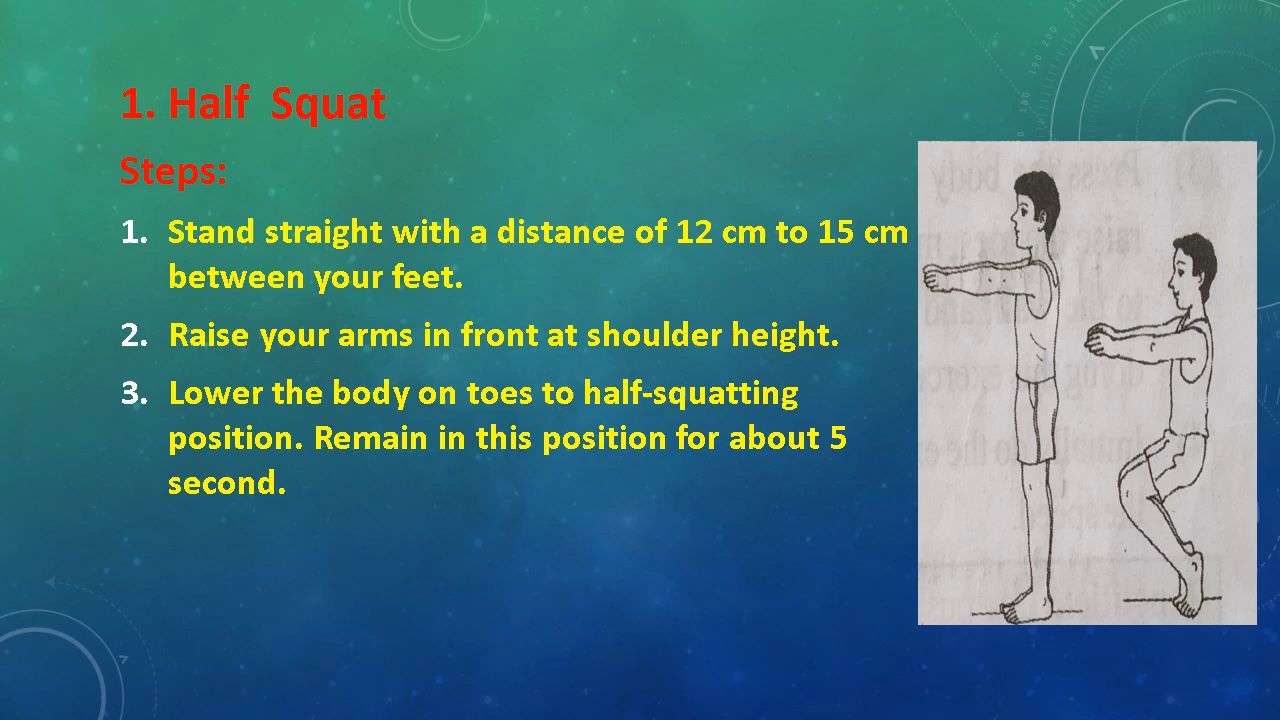 1. Half Squat
Steps:
1. Stand straight with a distance of 12 cm to 15 cm
between your feet.
2. Raise your arms in front at shoulder height.
3. Lower the body on toes to half-squatting
position. Remain in this position for about 5
second.